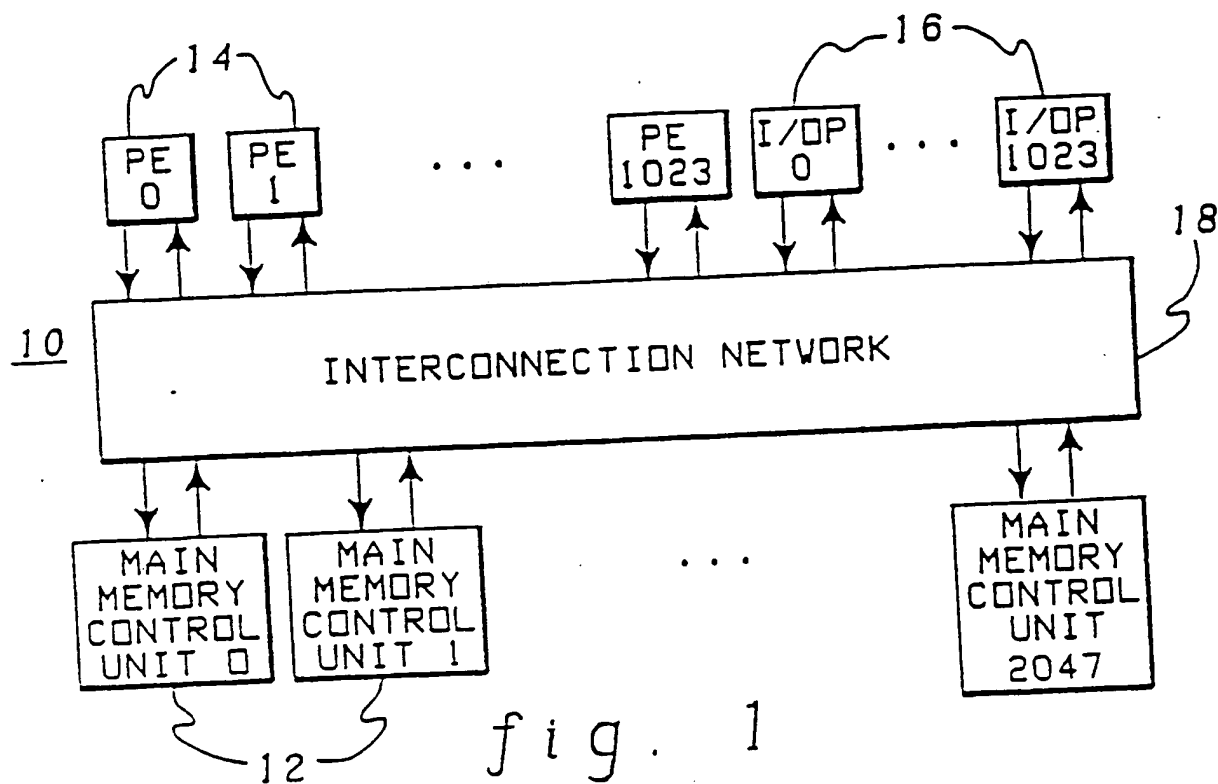 14
16
PE
0
PE
1
...
PE
1023
I/OP
0
...
I/OP
1023
18
10
INTERCONNECTION NETWORK
MAIN
MEMORY
CONTROL
UNIT 0
MAIN
MEMORY
CONTROL
UNIT 1
...
MAIN
MEMORY
CONTROL
UNIT
2047
12
fig. 1